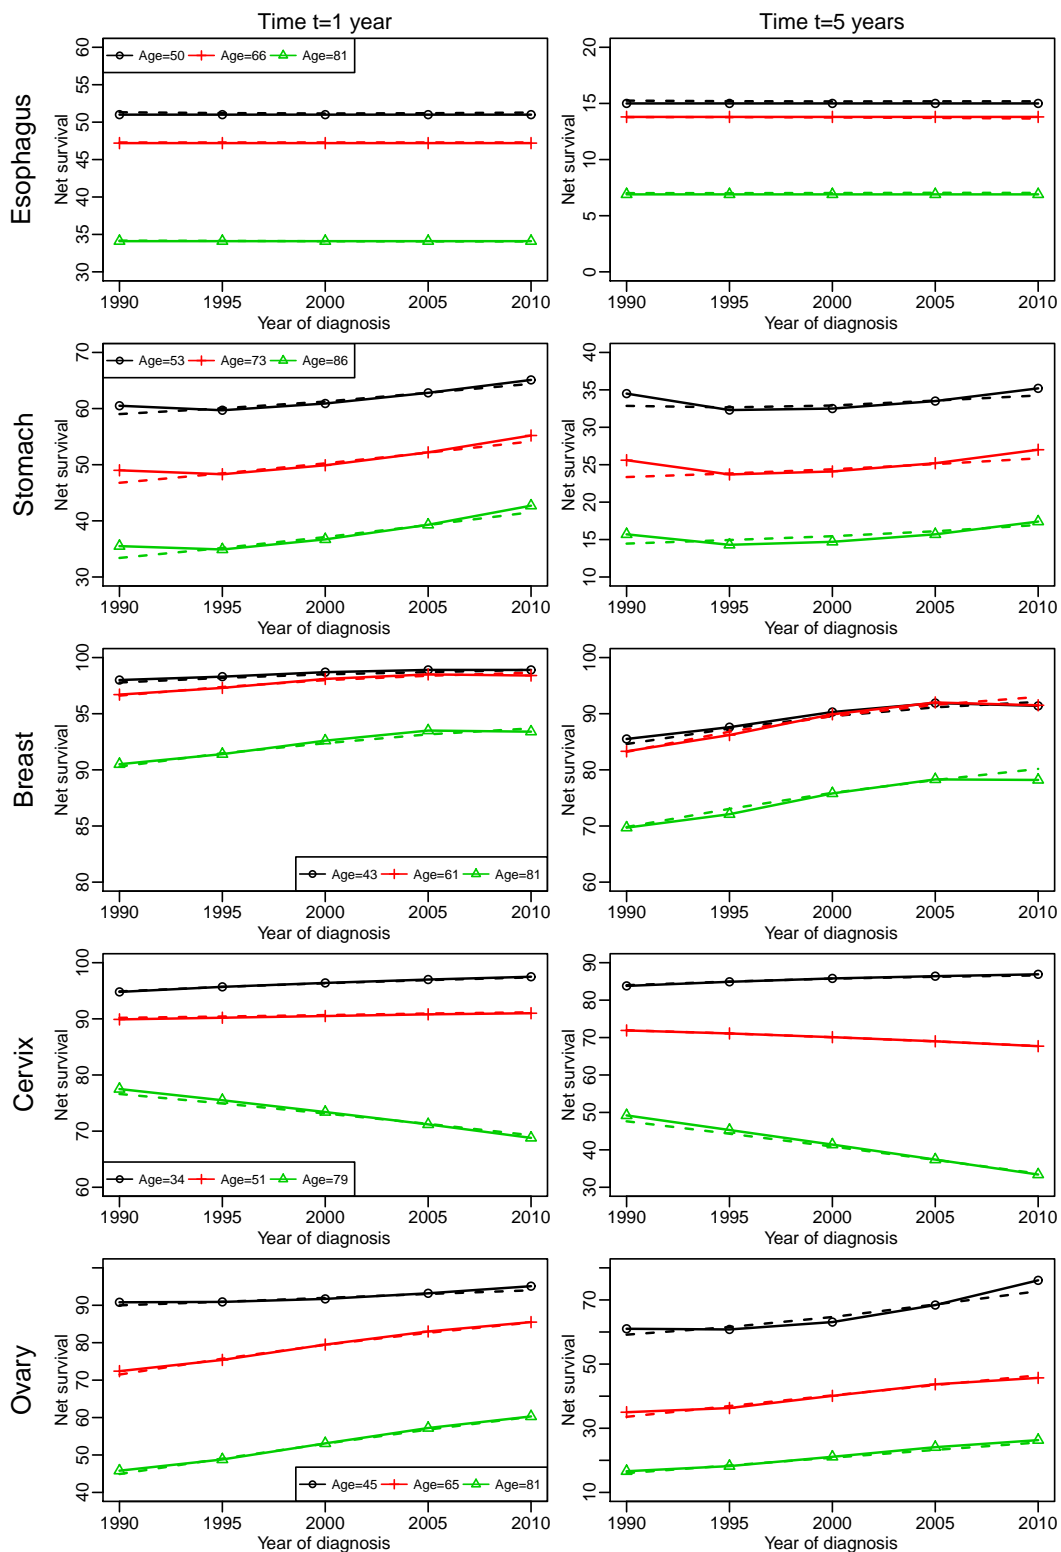 Time t=1 year
Time t=5 years
Esophagus
Net survival
30 35 40 45 50 55 60
Age=50 Age=66 Age=81
1990 1995 2000 2005 2010
Year of diagnosis
Net survival
0 5 10 15 20
1990 1995 2000 2005 2010
Year of diagnosis
Stomach
Net survival
30 40 50 60 70
Age=53 Age=73 Age=86
1990 1995 2000 2005 2010
Year of diagnosis
Net survival
10 15 20 25 30 35 40
1990 1995 2000 2005 2010
Year of diagnosis
Breast
Net survival
80 85 90 95 100
Age=43 Age=61 Age=81
1990 1995 2000 2005 2010
Year of diagnosis
Net survival
60 70 80 90 100
1990 1995 2000 2005 2010
Year of diagnosis
Cervix
Net survival
60 70 80 90 100
Age=34 Age=51 Age=79
1990 1995 2000 2005 2010
Year of diagnosis
Net survival
30 40 50 60 70 80 90
1990 1995 2000 2005 2010
Year of diagnosis
Ovary
Net survival
40 50 60 70 80 90
Age=45 Age=65 Age=81
1990 1995 2000 2005 2010
Year of diagnosis
Net survival
10 30 50 70
1990 1995 2000 2005 2010
Year of diagnosis